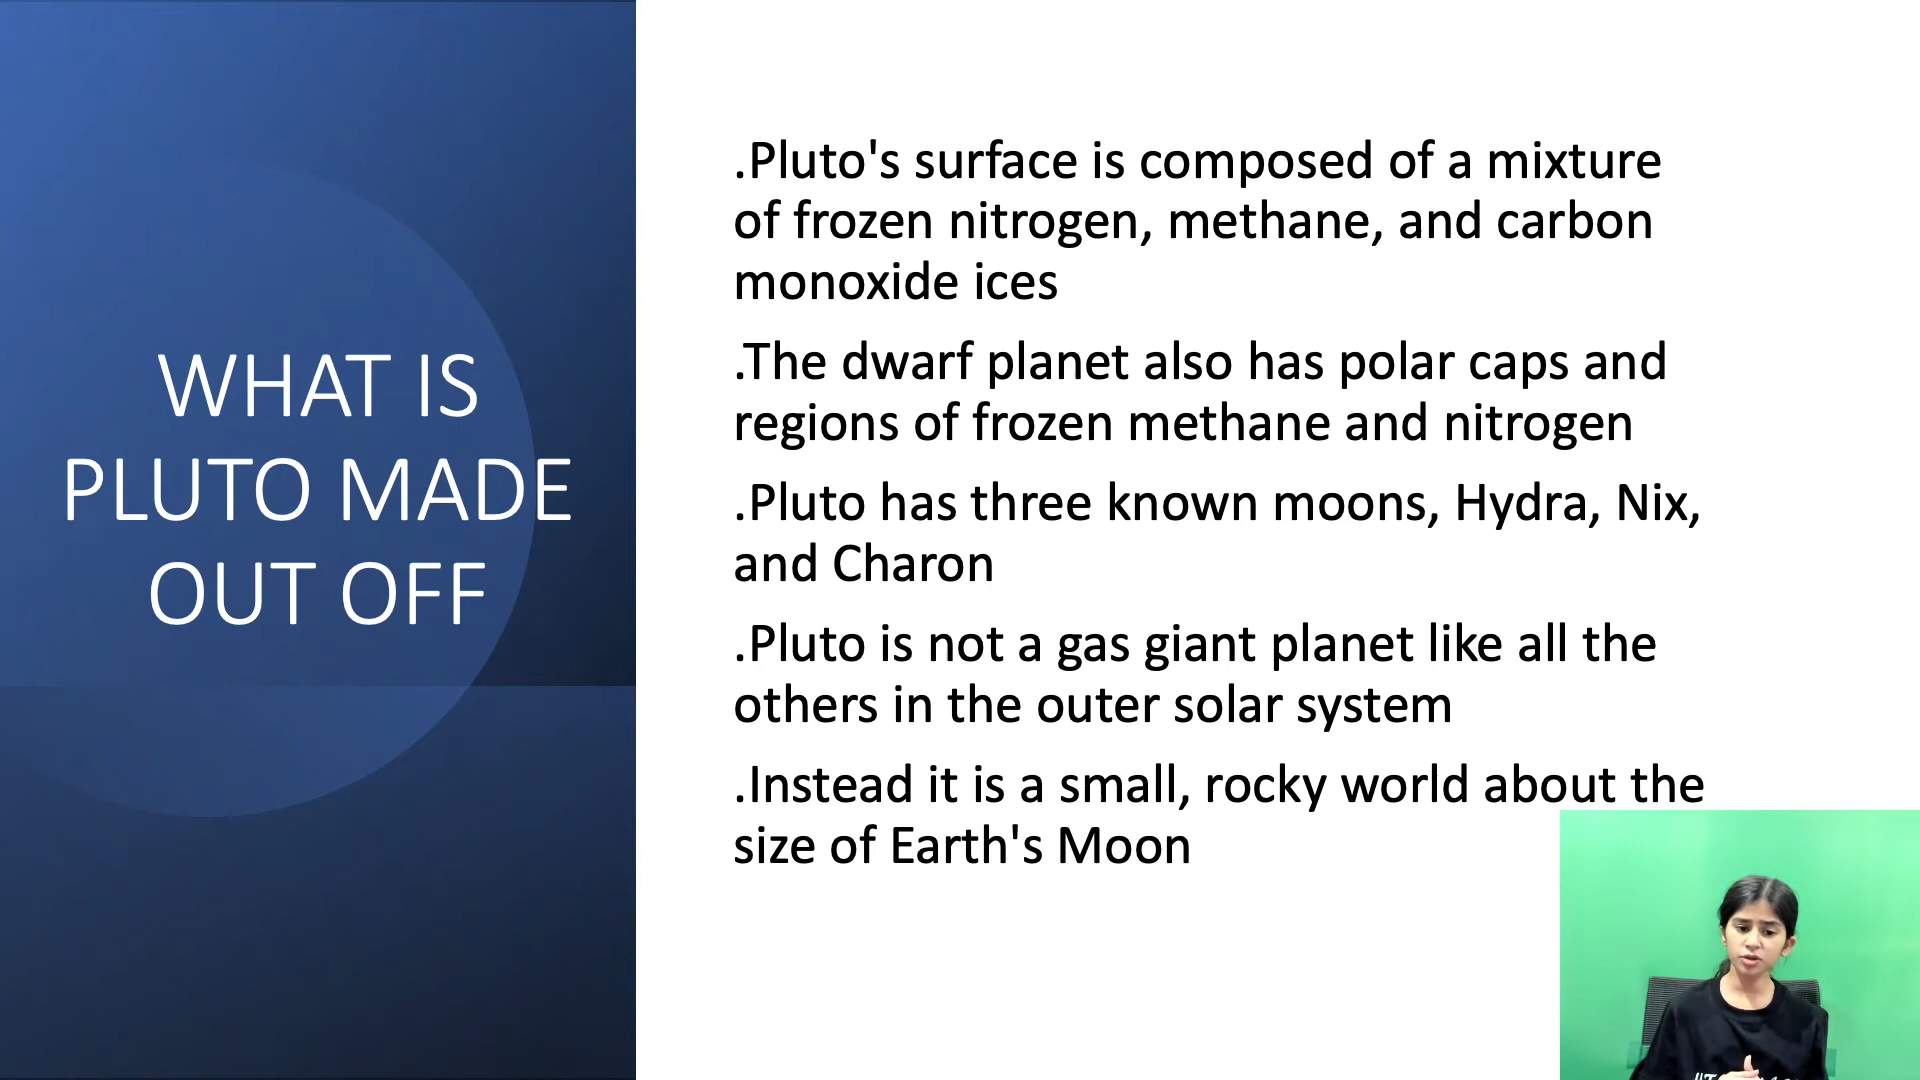 WHAT IS
PLUTO MADE
OUT OFF
.Pluto's surface is composed of a mixture
of frozen nitrogen, methane, and carbon
monoxide ices
.The dwarf planet also has polar caps and
regions of frozen methane and nitrogen
.Pluto has three known moons, Hydra, Nix,
and Charon
.Pluto is not a gas giant planet like all the
others in the outer solar system
.Instead it is a small, rocky world about the
size of Earth's Moon